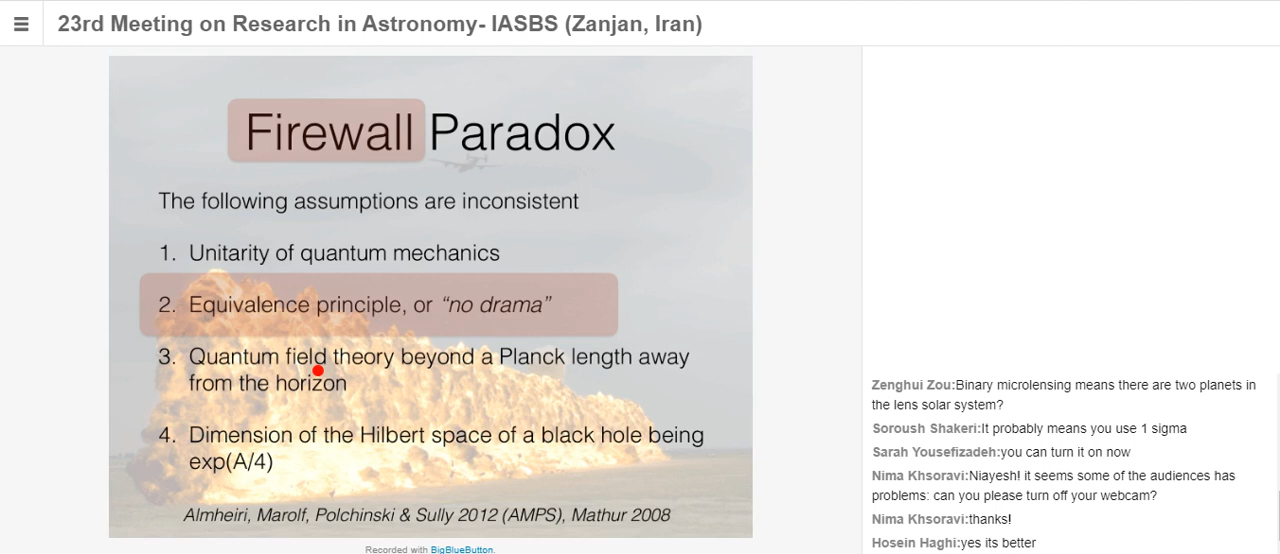 23rd Meeting on Research in Astronomy- IASBS (Zanjan, Iran)
Firewall Paradox
The following assumptions are inconsistent
1. Unitarity of quantum mechanics
2. Equivalence principle, or “no drama”
3. Quantum field theory beyond a Planck length away
from the horizon
4. Dimension of the Hilbert space of a black hole being
exp(A/4)
Almheiri, Marolf, Polchinski & Sully 2012 (AMPS), Mathur 2008
Recorded with BigBlueButton.
Zenghui Zou:Binary microlensing means there are two planets in
the lens solar system?
Soroush Shakeri:It probably means you use 1 sigma
Sarah Yousefizadeh:you can turn it on now
Nima Khsoravi:Niayesh! it seems some of the audiences has
problems: can you please turn off your webcam?
Nima Khsoravi:thanks!
Hosein Haghi:yes its better